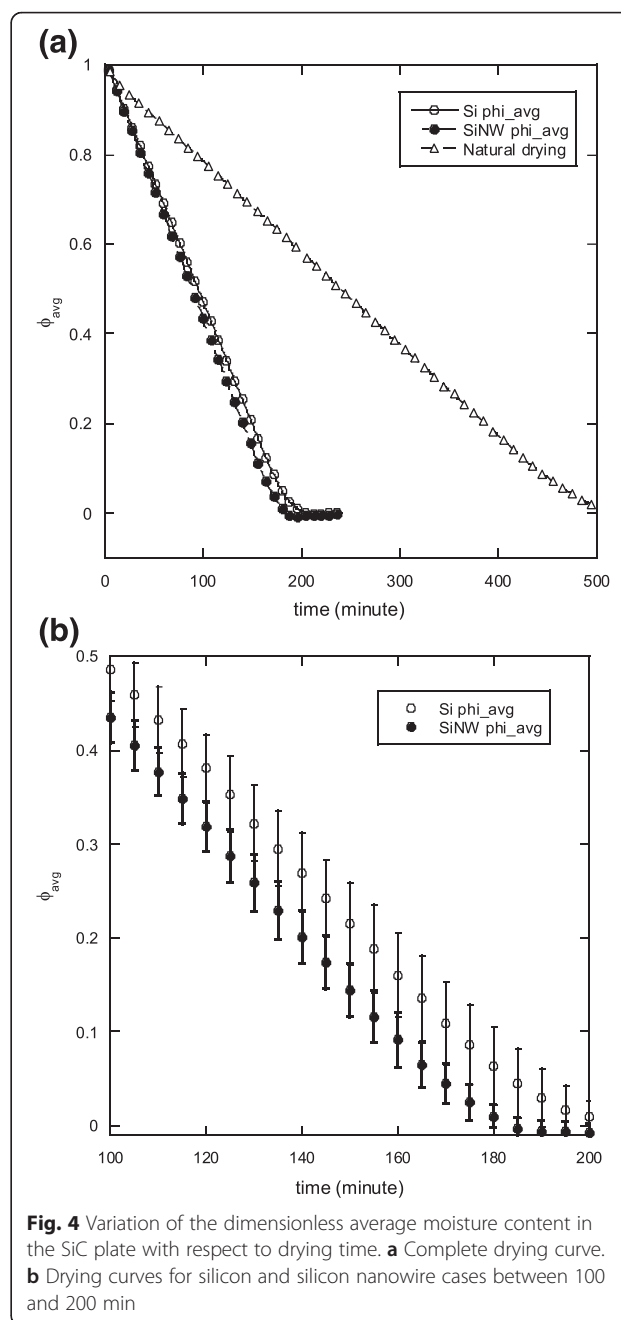 (a)
1
0.8
0.6
0.4
0.2
0
ϕavg
Si phi_avg
SiNW phi_avg
Natural drying
0 100 200 300 400 500
time (minute)
(b)
0.5
0.4
0.3
0.2
0.1
0
ϕavg
Si phi_avg
SiNW phi_avg
100 120 140 160 180 200
time (minute)
Fig. 4 Variation of the dimensionless average moisture content in
the SiC plate with respect to drying time. a Complete drying curve.
b Drying curves for silicon and silicon nanowire cases between 100
and 200 min